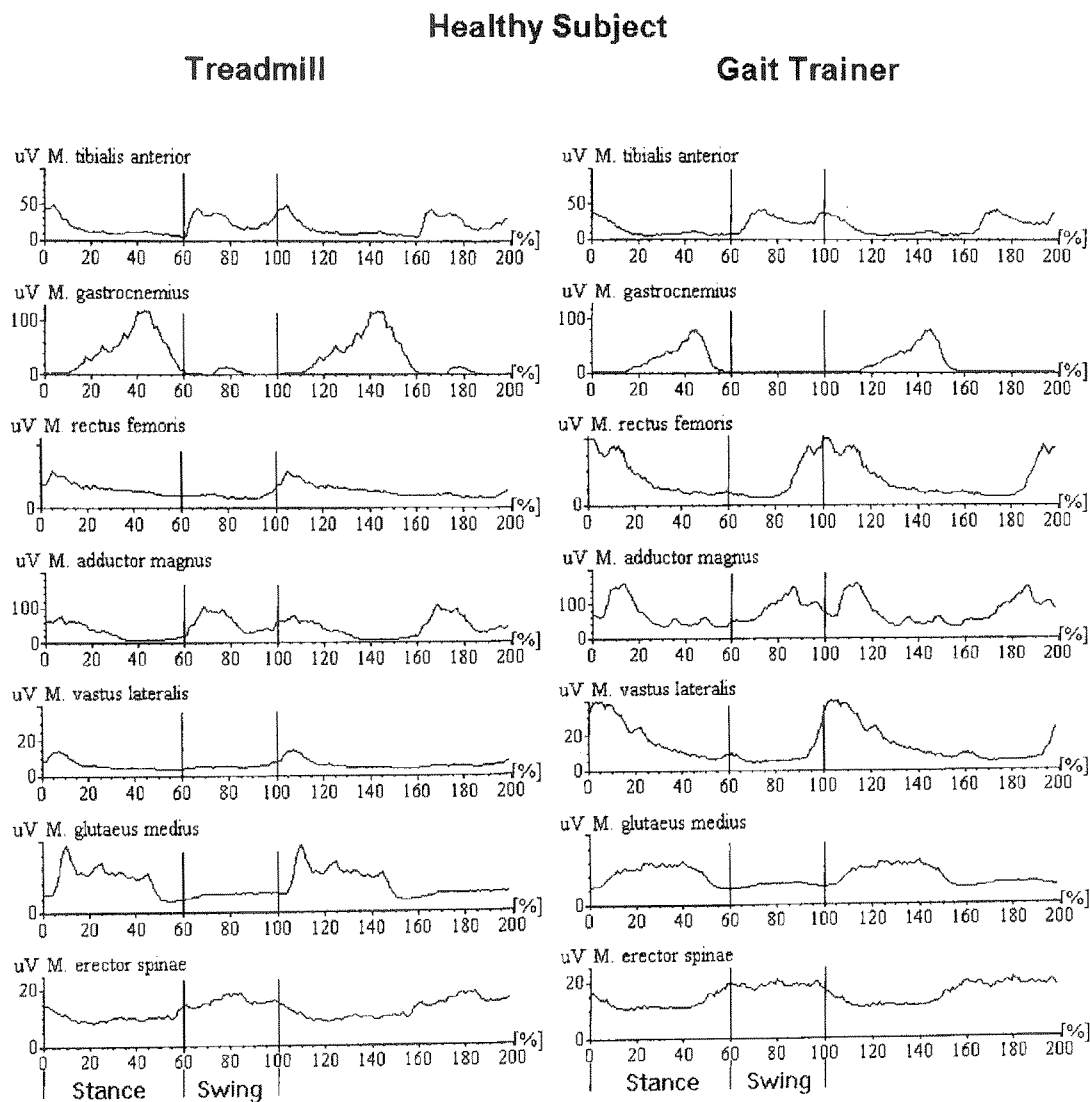 Healthy Subject
Treadmill
Gait Trainer
uV M. tibialis anterior
50
0
0 20 40 60 80 100 120 140 160 180 200 [%]
uV M. gastrocnemius
100
0
0 20 40 60 80 100 120 140 160 180 200 [%]
uV M. rectus femoris
0
0 20 40 60 80 100 120 140 160 180 200 [%]
uV M. adductor magnus
100
0
0 20 40 60 80 100 120 140 160 180 200 [%]
uV M. vastus lateralis
20
0
0 20 40 60 80 100 120 140 160 180 200 [%]
uV M. glutaeus medius
0
0 20 40 60 80 100 120 140 160 180 200 [%]
uV M. erector spinae
20
0
0 20 40 60 80 100 120 140 160 180 200 [%]
Stance Swing
uV M. tibialis anterior
50
0
0 20 40 60 80 100 120 140 160 180 200 [%]
uV M. gastrocnemius
100
0
0 20 40 60 80 100 120 140 160 180 200 [%]
uV M. rectus femoris
0
0 20 40 60 80 100 120 140 160 180 200 [%]
uV M. adductor magnus
100
0
0 20 40 60 80 100 120 140 160 180 200 [%]
uV M. vastus lateralis
20
0
0 20 40 60 80 100 120 140 160 180 200 [%]
uV M. glutaeus medius
0
0 20 40 60 80 100 120 140 160 180 200 [%]
uV M. erector spinae
20
0
0 20 40 60 80 100 120 140 160 180 200 [%]
Stance Swing